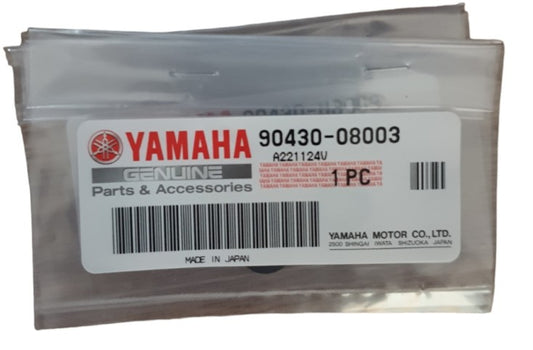 YAMAHA
GENUINE
Parts & Accessories
90430-08003
A221124V
1 PC
YAMAHA MOTOR CO., LTD.
2500 SHINGAI IWATA SHIZUOKA JAPAN
MADE IN JAPAN